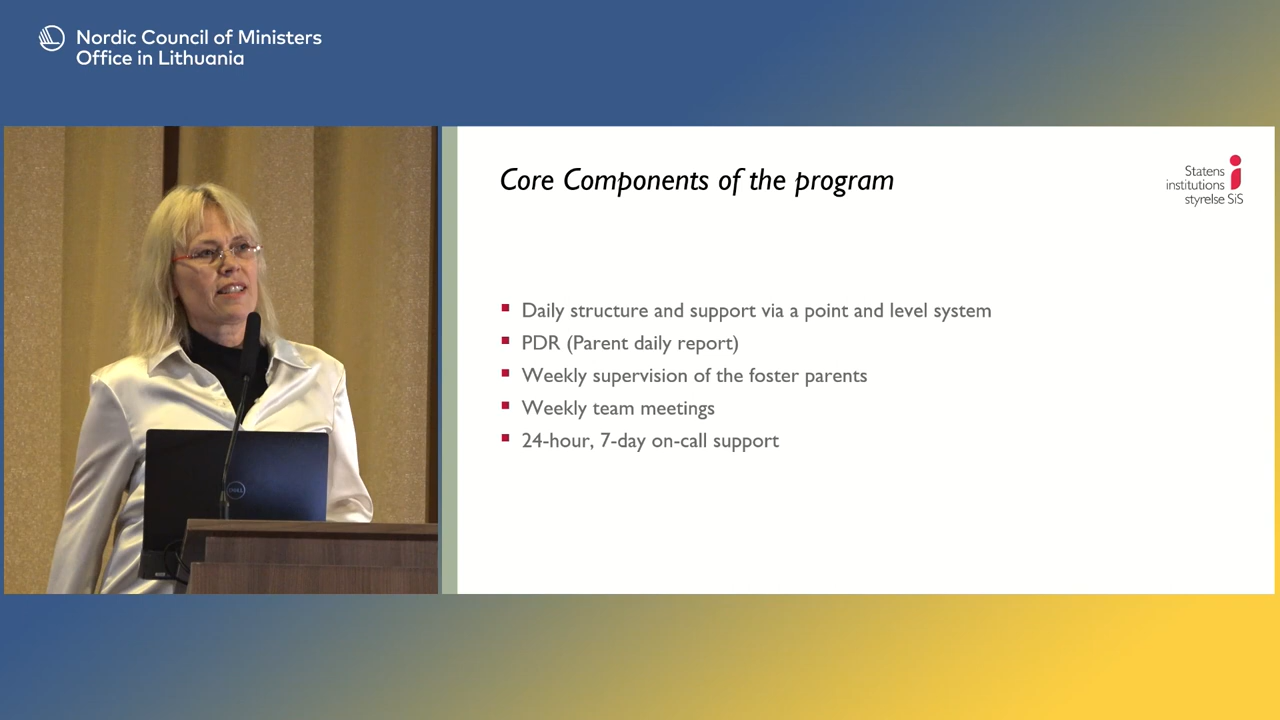 Nordic Council of Ministers
Office in Lithuania
Core Components of the program
Statens
institutions
styrelse SiS
Daily structure and support via a point and level system
PDR (Parent daily report)
Weekly supervision of the foster parents
Weekly team meetings
24-hour, 7-day on-call support
DELL